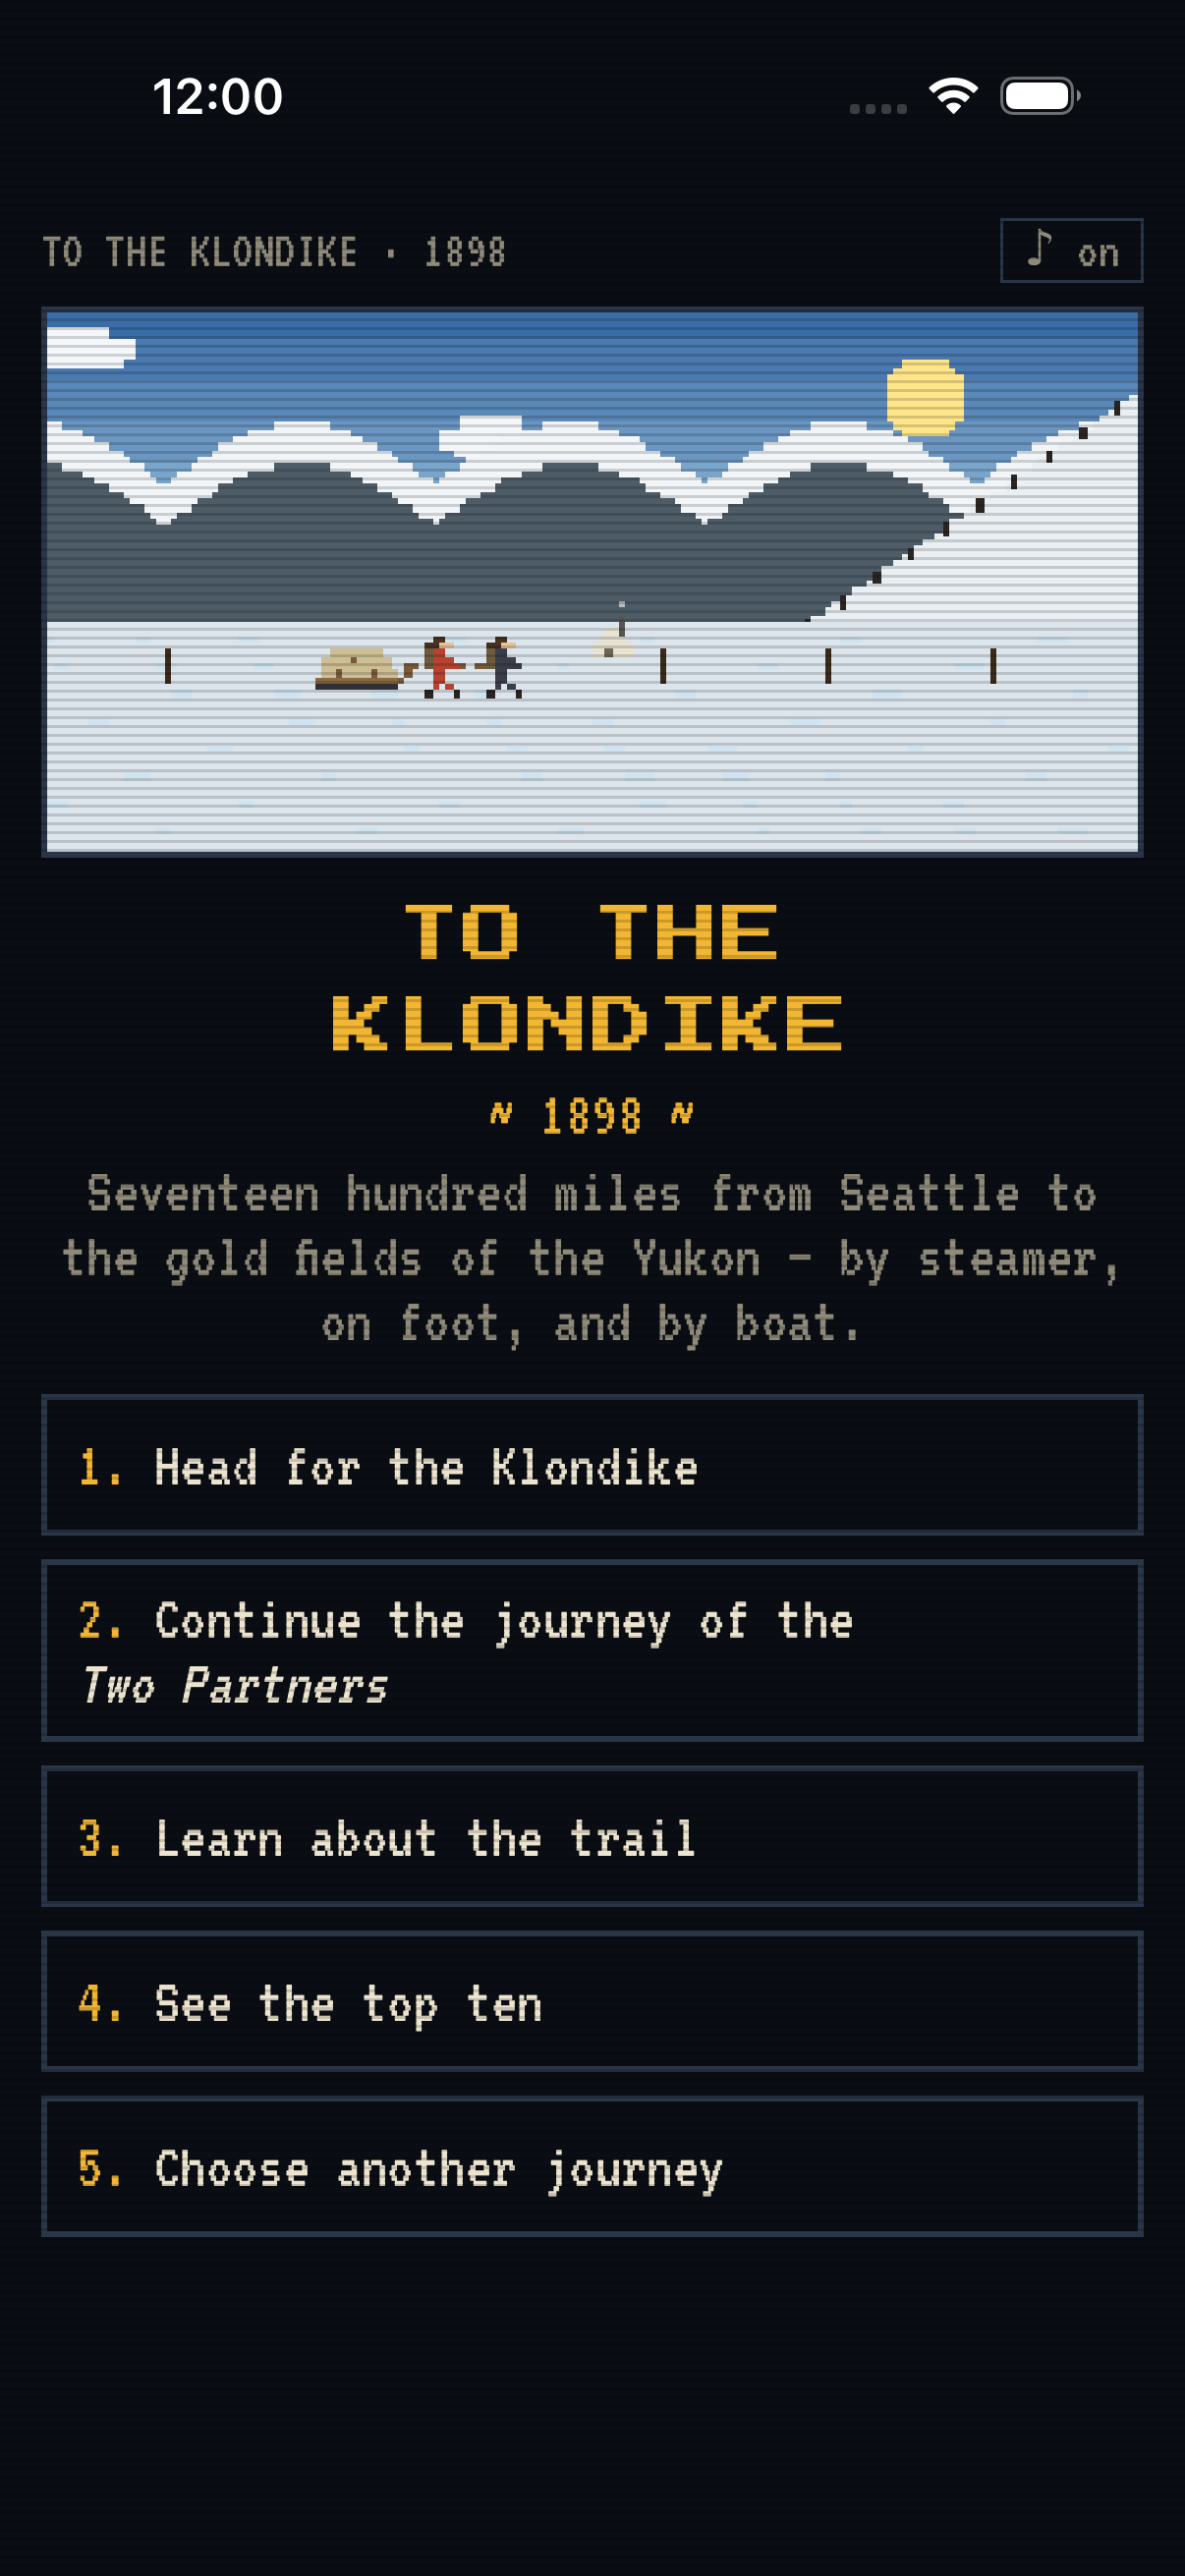 12:00
TO THE KLONDIKE · 1898
♪ on
TO THE
KLONDIKE
~ 1898 ~
Seventeen hundred miles from Seattle to
the gold fields of the Yukon — by steamer,
on foot, and by boat.
1. Head for the Klondike
2. Continue the journey of the
Two Partners
3. Learn about the trail
4. See the top ten
5. Choose another journey